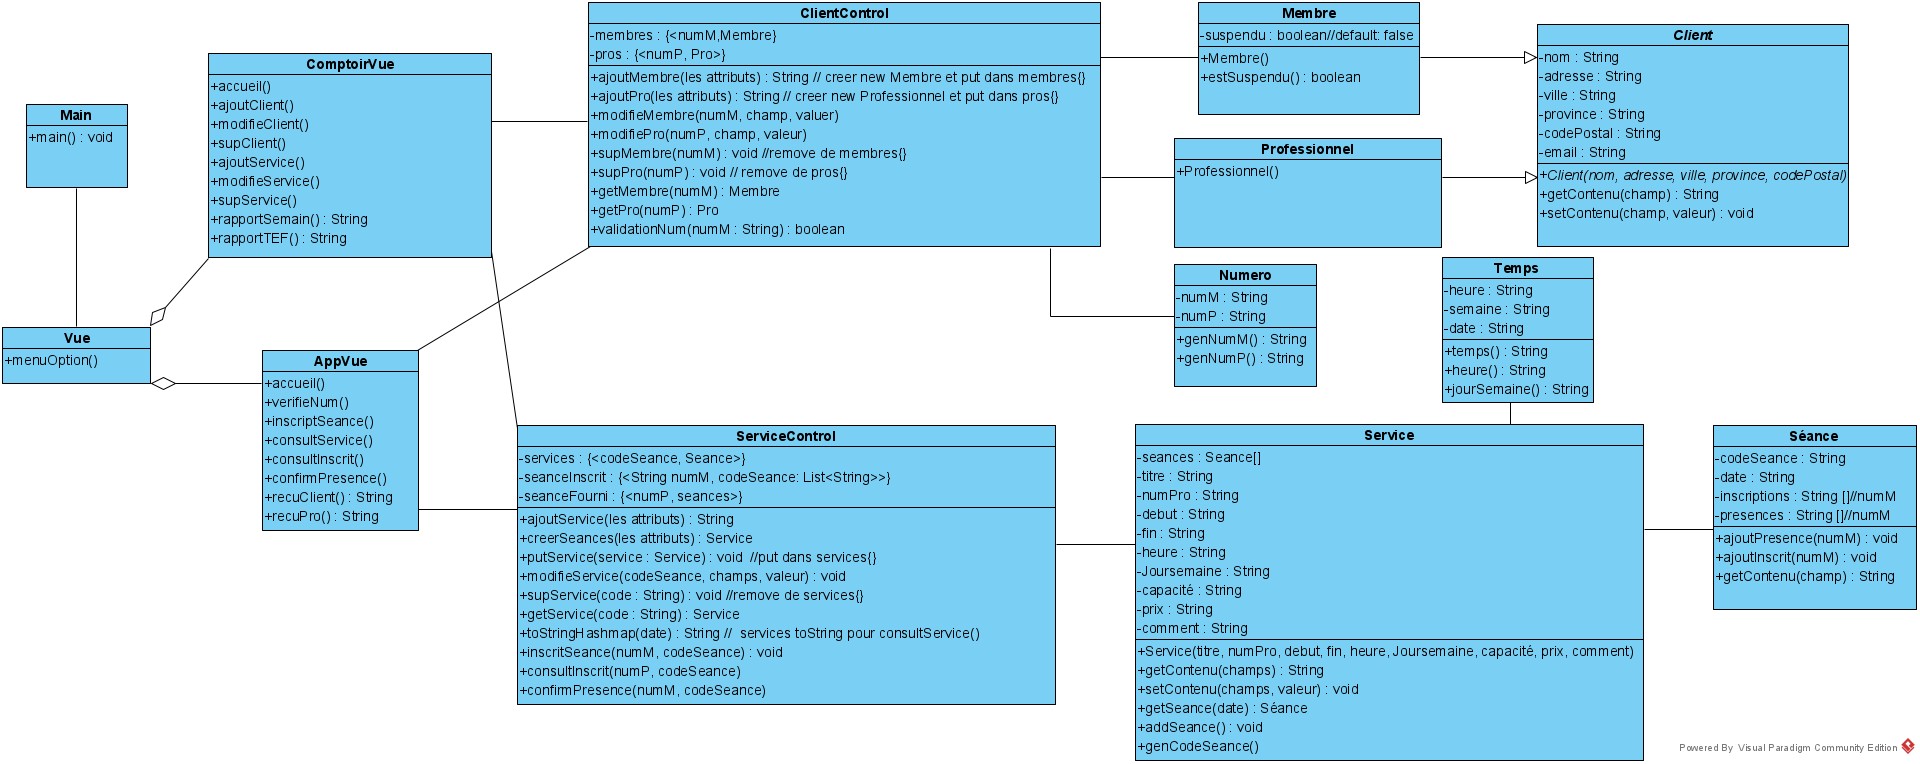 Main
+main() : void
Vue
+menuOption()
ComptoirVue
+accueil()
+ajoutClient()
+modifieClient()
+supClient()
+ajoutService()
+modifieService()
+supService()
+rapportSemain() : String
+rapportTEF() : String
AppVue
+accueil()
+verifieNum()
+inscriptSeance()
+consultService()
+consultInscrit()
+confirmPresence()
+recuClient() : String
+recuPro() : String
ClientControl
-membres : {<numM,Membre}
-pros : {<numP, Pro>}
+ajoutMembre(les attributs) : String // creer new Membre et put dans membres{}
+ajoutPro(les attributs) : String // creer new Professionnel et put dans pros{}
+modifieMembre(numM, champ, valuer)
+modifiePro(numP, champ, valeur)
+supMembre(numM) : void //remove de membres{}
+supPro(numP) : void // remove de pros{}
+getMembre(numM) : Membre
+getPro(numP) : Pro
+validationNum(numM : String) : boolean
ServiceControl
-services : {<codeSeance, Seance>}
-seanceInscrit : {<String numM, codeSeance: List<String>>}
-seanceFourni : {<numP, seances>}
+ajoutService(les attributs) : String
+creerSeances(les attributs) : Service
+putService(service : Service) : void //put dans services{}
+modifieService(codeSeance, champs, valeur) : void
+supService(code : String) : void //remove de services{}
+getService(code : String) : Service
+toStringHashmap(date) : String // services toString pour consultService()
+inscritSeance(numM, codeSeance) : void
+consultInscrit(numP, codeSeance)
+confirmPresence(numM, codeSeance)
Membre
-suspendu : boolean//default: false
+Membre()
+estSuspendu() : boolean
Professionnel
+Professionnel()
Client
-nom : String
-adresse : String
-ville : String
-province : String
-codePostal : String
-email : String
+Client(nom, adresse, ville, province, codePostal)
+getContenu(champ) : String
+setContenu(champ, valeur) : void
Numero
-numM : String
-numP : String
+genNumM() : String
+genNumP() : String
Temps
-heure : String
-semaine : String
-date : String
+temps() : String
+heure() : String
+jourSemaine() : String
Service
-seances : Seance[]
-titre : String
-numPro : String
-debut : String
-fin : String
-heure : String
-Joursemaine : String
-capacité : String
-prix : String
-comment : String
+Service(titre, numPro, debut, fin, heure, Joursemaine, capacité, prix, comment)
+getContenu(champs) : String
+setContenu(champs, valeur) : void
+getSeance(date) : Séance
+addSeance() : void
+genCodeSeance()
Séance
-codeSeance : String
-date : String
-inscriptions : String []//numM
-presences : String []//numM
+ajoutPresence(numM) : void
+ajoutInscrit(numM) : void
+getContenu(champ) : String
Powered By Visual Paradigm Community Edition